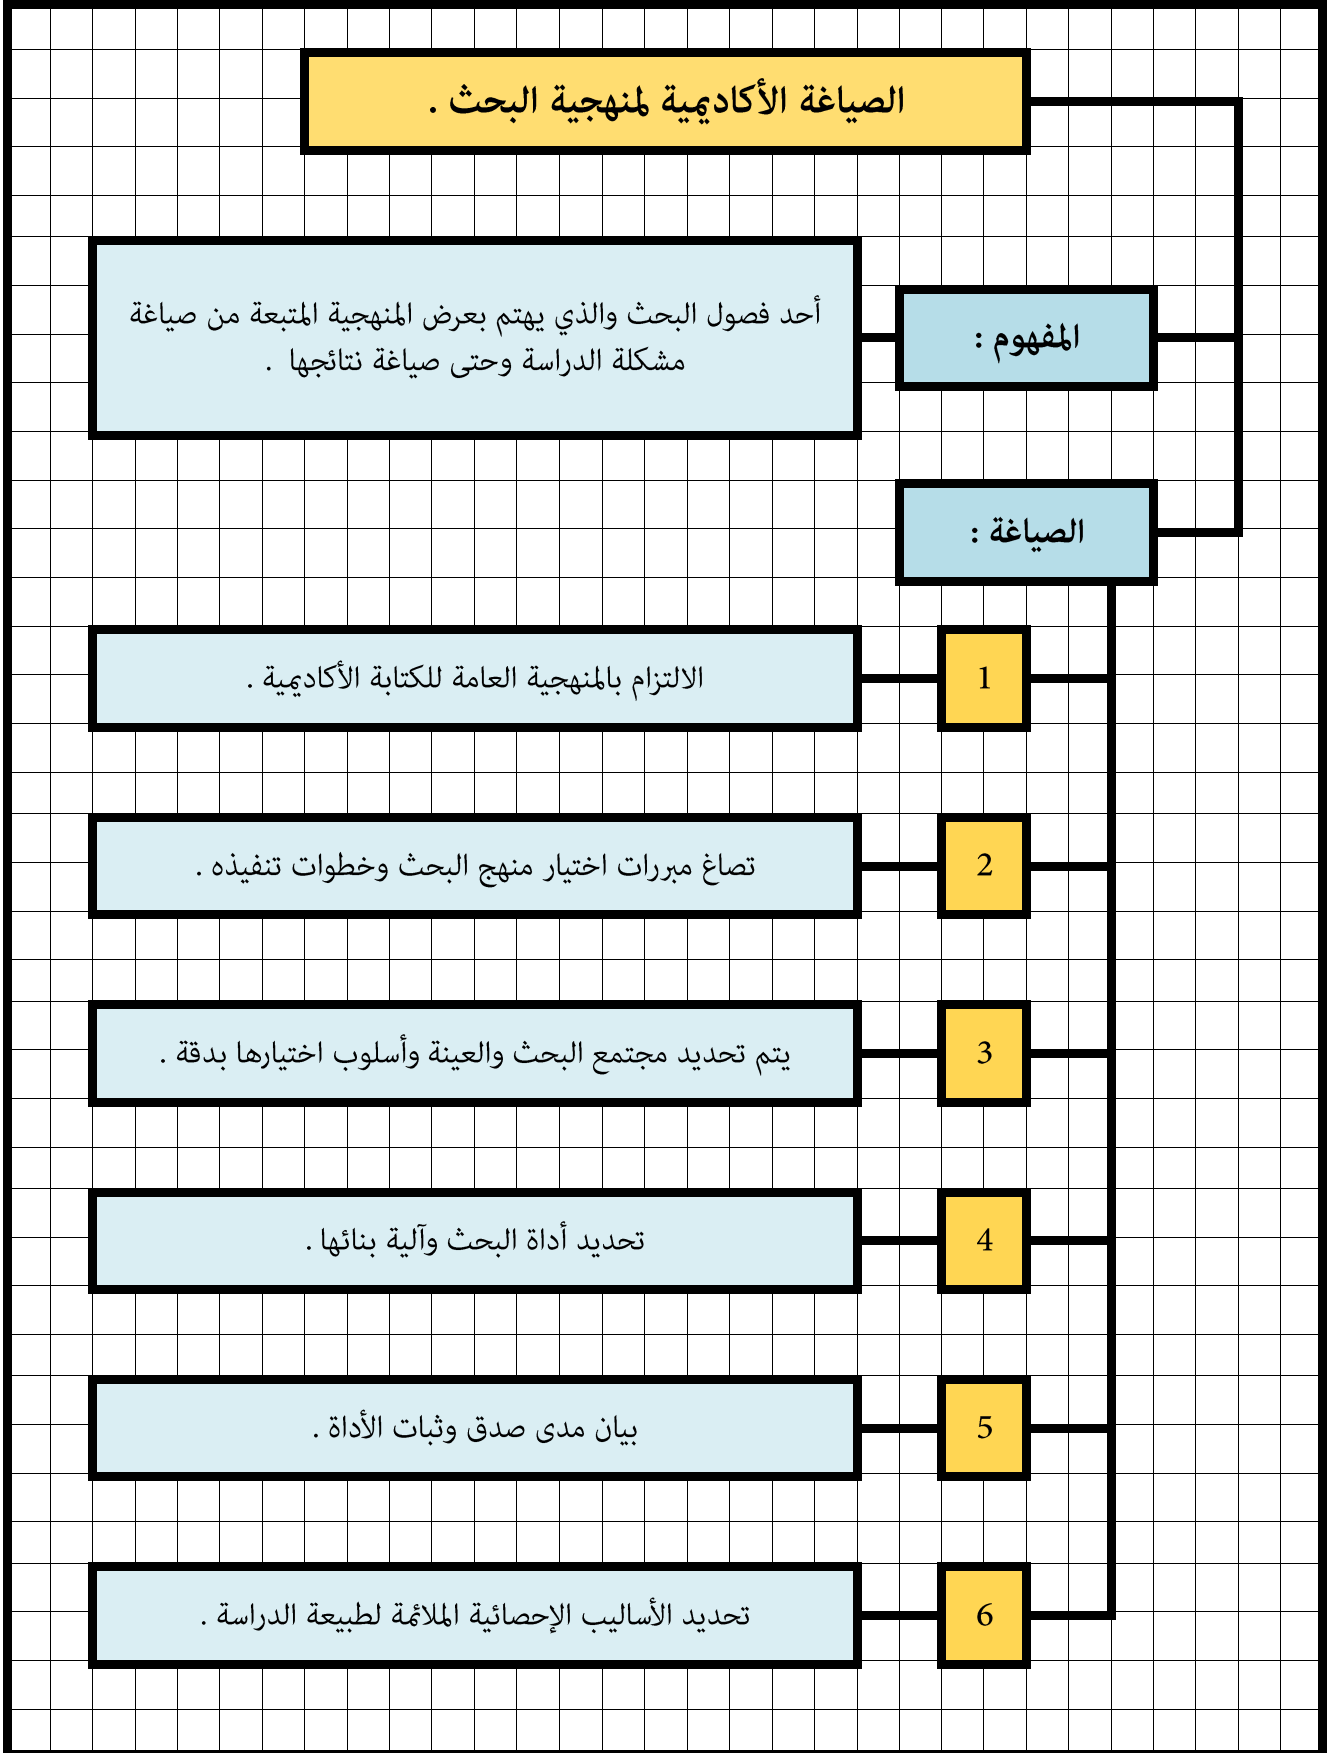 الصياغة الأكاديمية لمنهجية البحث .
المفهوم :
أحد فصول البحث والذي يهتم بعرض المنهجية المتبعة من صياغة
مشكلة الدراسة وحتى صياغة نتائجها .
الصياغة :
1
الالتزام بالمنهجية العامة للكتابة الأكاديمية .
2
تصاغ مبررات اختيار منهج البحث وخطوات تنفيذه .
3
يتم تحديد مجتمع البحث والعينة وأسلوب اختيارها بدقة .
4
تحديد أداة البحث وآلية بنائها .
5
بيان مدى صدق وثبات الأداة .
6
تحديد الأساليب الإحصائية الملائمة لطبيعة الدراسة .